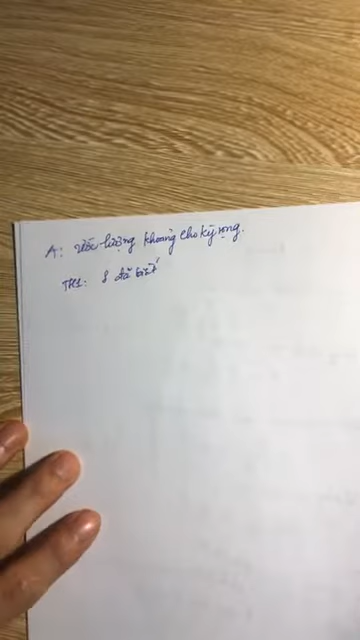 A: Ước lượng khoảng cho kỳ vọng.
TH1: δ đã biết